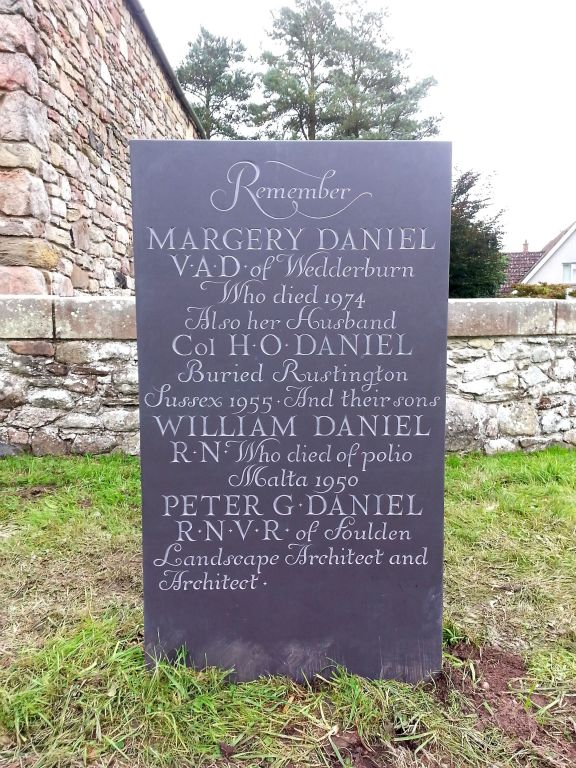 Remember
MARGERY DANIEL
V·A·D· of Wedderburn
Who died 1974
Also her Husband
Col H·O·DANIEL
Buried Rustington
Sussex 1955· And their sons
WILLIAM DANIEL
R·N· Who died of polio
Malta 1950
PETER G·DANIEL
R·N·V·R· of Foulden
Landscape Architect and
Architect·